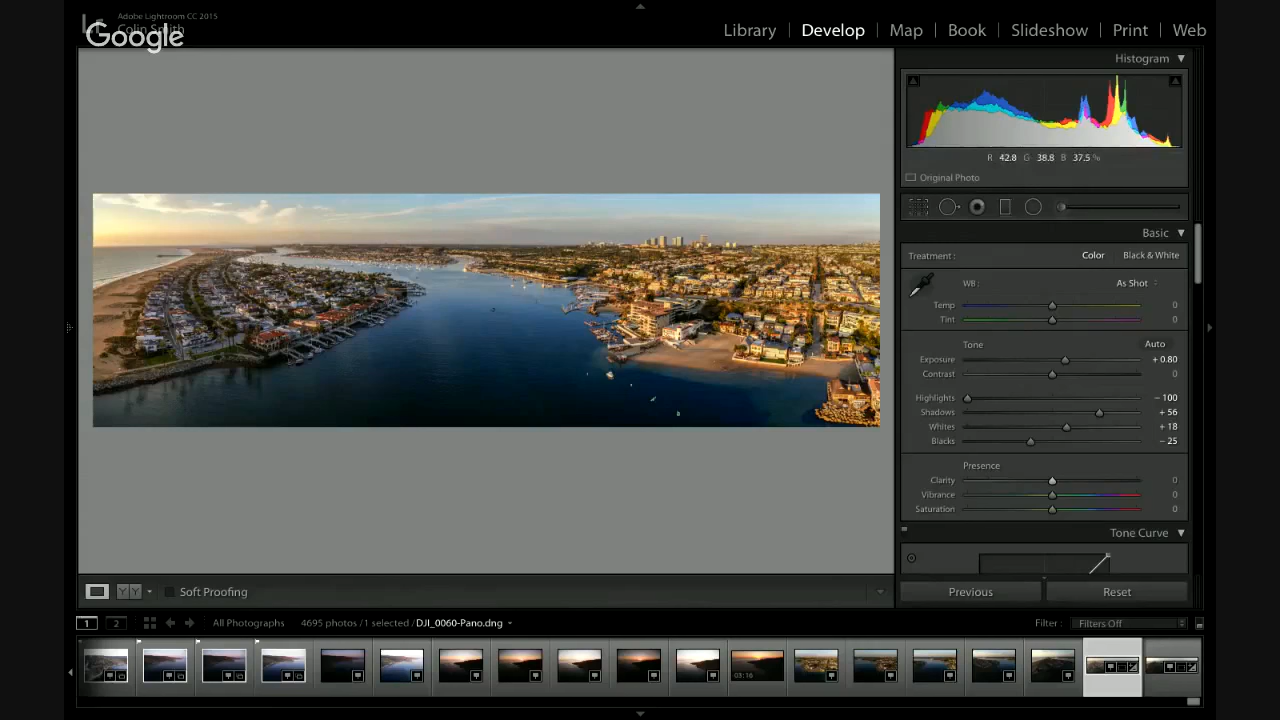 Adobe Lightroom CC 2015
Colin Smith
Google
Library Develop Map Book Slideshow Print Web
Histogram
R 42.8 G 38.8 B 37.5 %
Original Photo
Basic
Treatment : Color Black & White
WB : As Shot
Temp 0
Tint 0
Tone Auto
Exposure + 0.80
Contrast 0
Highlights - 100
Shadows + 56
Whites + 18
Blacks - 25
Presence
Clarity 0
Vibrance 0
Saturation 0
Tone Curve
YY Soft Proofing Previous Reset
1 2 All Photographs 4695 photos / 1 selected / DJI_0060-Pano.dng Filter : Filters Off
03:16